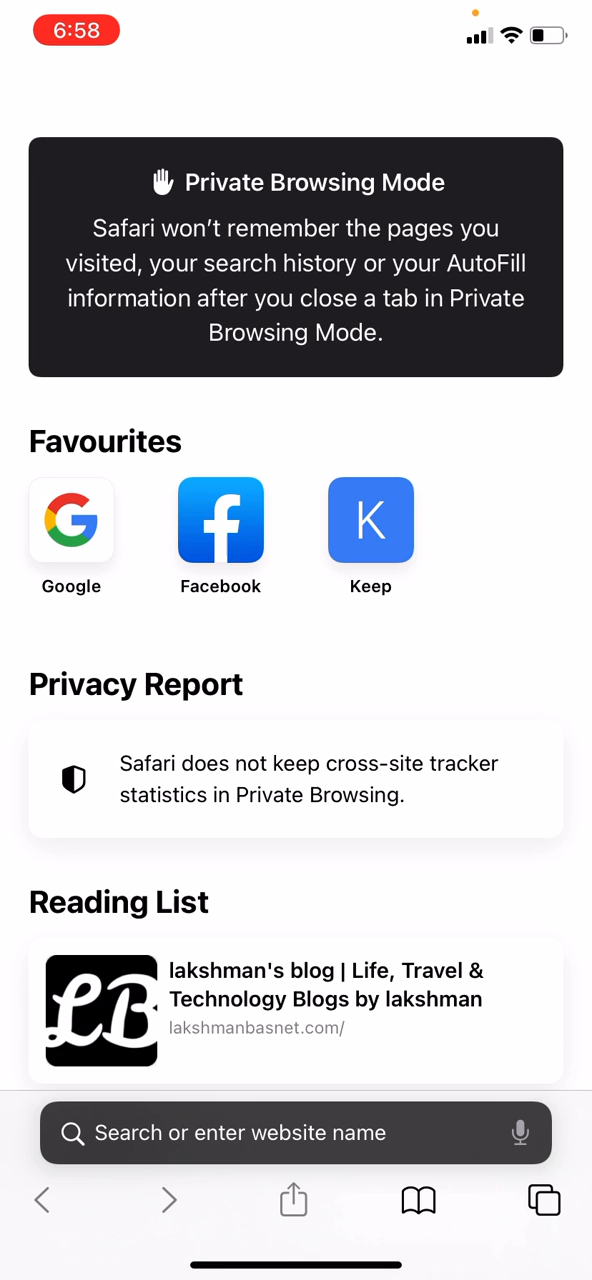 6:58
Private Browsing Mode
Safari won’t remember the pages you
visited, your search history or your AutoFill
information after you close a tab in Private
Browsing Mode.
Favourites
K
Google Facebook Keep
Privacy Report
Safari does not keep cross-site tracker
statistics in Private Browsing.
Reading List
LB
lakshman's blog | Life, Travel &
Technology Blogs by lakshman
lakshmanbasnet.com/
Search or enter website name